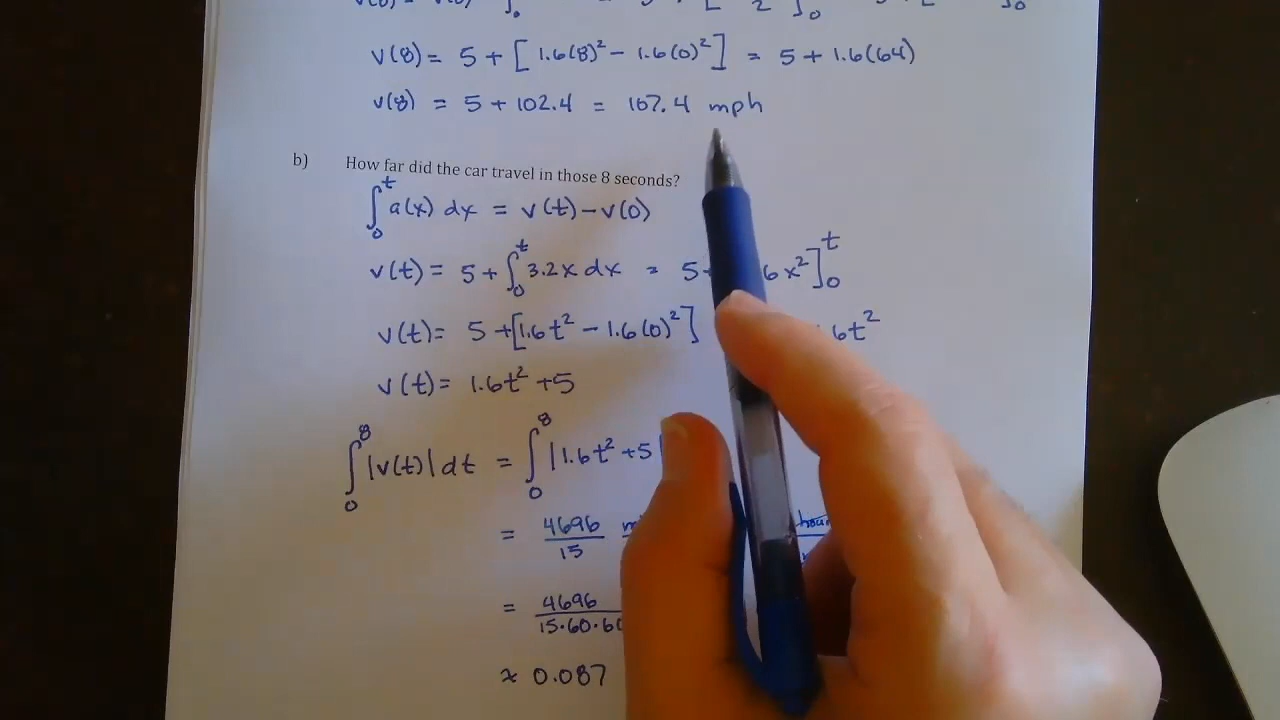 v(8) = 5 + [1.6(8)² − 1.6(0)²] = 5 + 1.6(64)
v(8) = 5 + 102.4 = 107.4 mph
b) How far did the car travel in those 8 seconds?
∫₀ᵗ a(x) dx = v(t) − v(0)
v(t) = 5 + ∫₀ᵗ 3.2x dx = 5 6x²]₀ᵗ
v(t) = 5 + [1.6t² − 1.6(0)²] 6t²
v(t) = 1.6t² + 5
∫₀⁸ |v(t)| dt = ∫₀⁸ |1.6t² + 5|
= 4696/15 hour
= 4696/15·60·60
≈ 0.087